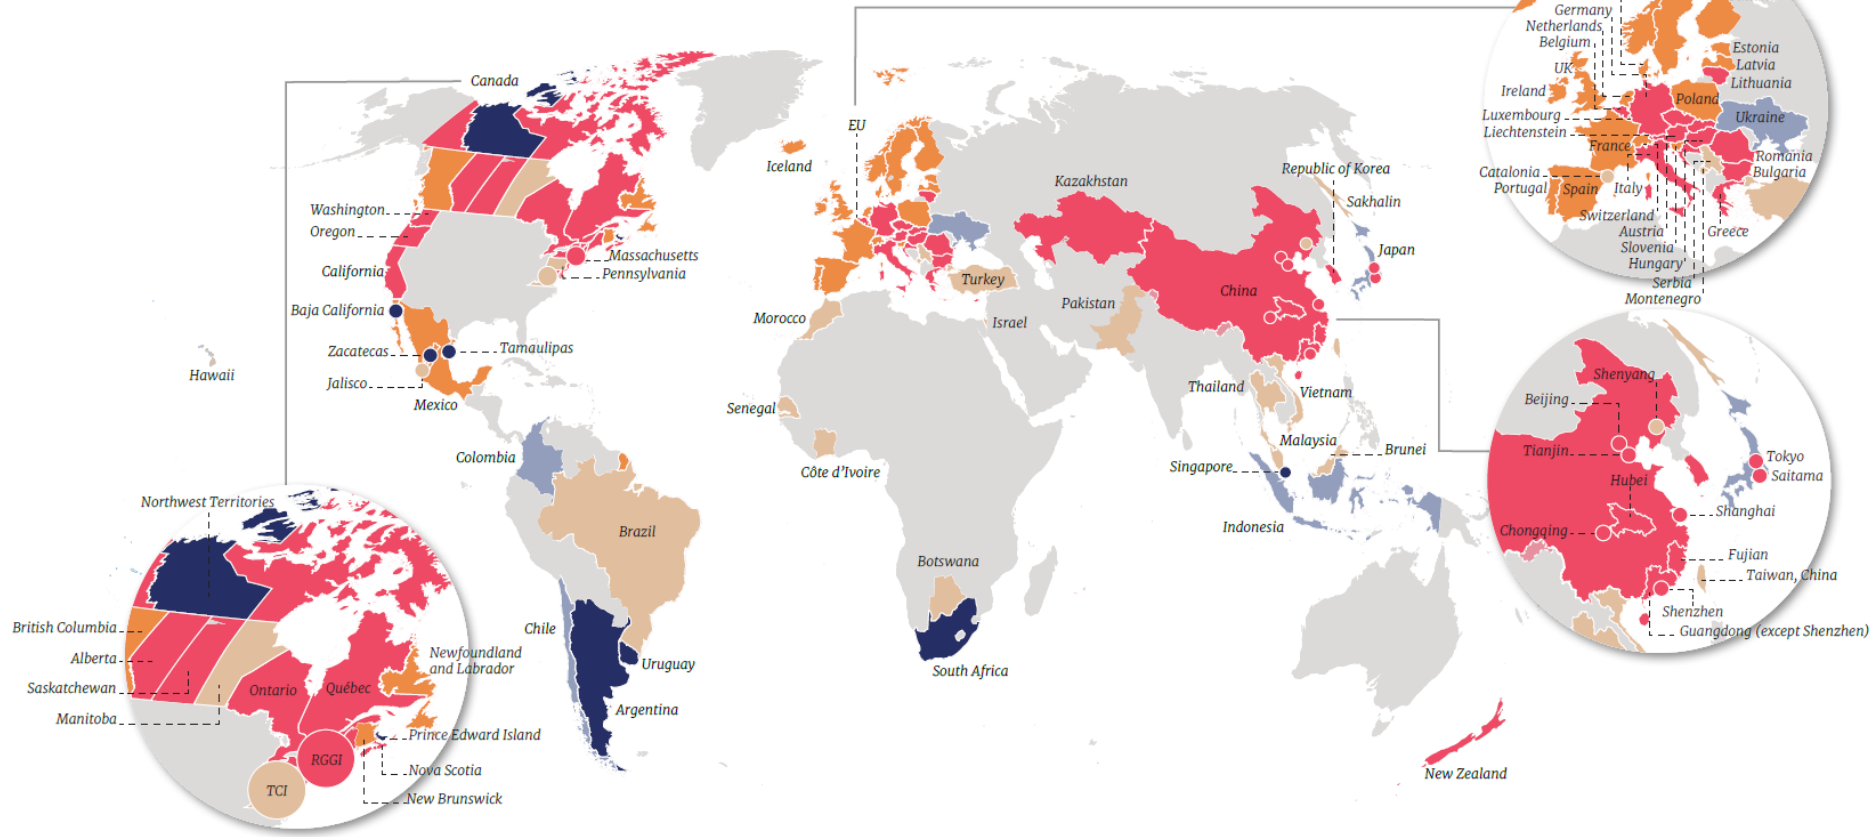 Canada
Washington
Oregon
California
Baja California
Zacatecas
Jalisco
Mexico
Tamaulipas
Massachusetts
Pennsylvania
Hawaii
Colombia
Brazil
Chile
Uruguay
Argentina
Iceland
EU
Morocco
Senegal
Côte d’Ivoire
Botswana
South Africa
Turkey
Israel
Pakistan
Kazakhstan
China
Republic of Korea
Sakhalin
Japan
Thailand
Vietnam
Malaysia
Brunei
Singapore
Indonesia
New Zealand
Northwest Territories
British Columbia
Alberta
Saskatchewan
Manitoba
Ontario
Québec
Newfoundland
and Labrador
Prince Edward Island
Nova Scotia
New Brunswick
RGGI
TCI
Germany
Netherlands
Belgium
UK
Ireland
Luxembourg
Liechtenstein
France
Catalonia
Portugal
Spain
Italy
Switzerland
Austria
Slovenia
Hungary
Serbia
Montenegro
Greece
Estonia
Latvia
Lithuania
Poland
Ukraine
Romania
Bulgaria
Shenyang
Beijing
Tianjin
Hubei
Chongqing
Tokyo
Saitama
Shanghai
Fujian
Taiwan, China
Shenzhen
Guangdong (except Shenzhen)